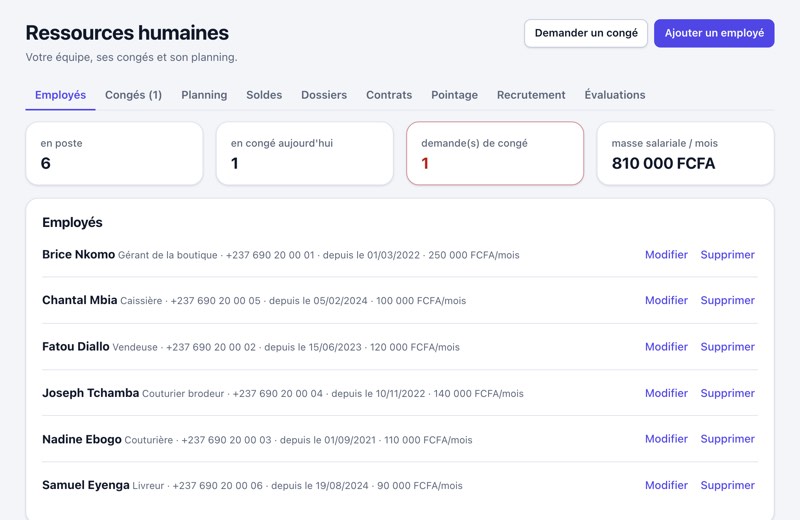 Ressources humaines
Demander un congé
Ajouter un employé
Votre équipe, ses congés et son planning.
Employés
Congés (1)
Planning
Soldes
Dossiers
Contrats
Pointage
Recrutement
Évaluations
en poste
6
en congé aujourd'hui
1
demande(s) de congé
1
masse salariale / mois
810 000 FCFA
Employés
Brice Nkomo Gérant de la boutique · +237 690 20 00 01 · depuis le 01/03/2022 · 250 000 FCFA/mois Modifier Supprimer
Chantal Mbia Caissière · +237 690 20 00 05 · depuis le 05/02/2024 · 100 000 FCFA/mois Modifier Supprimer
Fatou Diallo Vendeuse · +237 690 20 00 02 · depuis le 15/06/2023 · 120 000 FCFA/mois Modifier Supprimer
Joseph Tchamba Couturier brodeur · +237 690 20 00 04 · depuis le 10/11/2022 · 140 000 FCFA/mois Modifier Supprimer
Nadine Ebogo Couturière · +237 690 20 00 03 · depuis le 01/09/2021 · 110 000 FCFA/mois Modifier Supprimer
Samuel Eyenga Livreur · +237 690 20 00 06 · depuis le 19/08/2024 · 90 000 FCFA/mois Modifier Supprimer